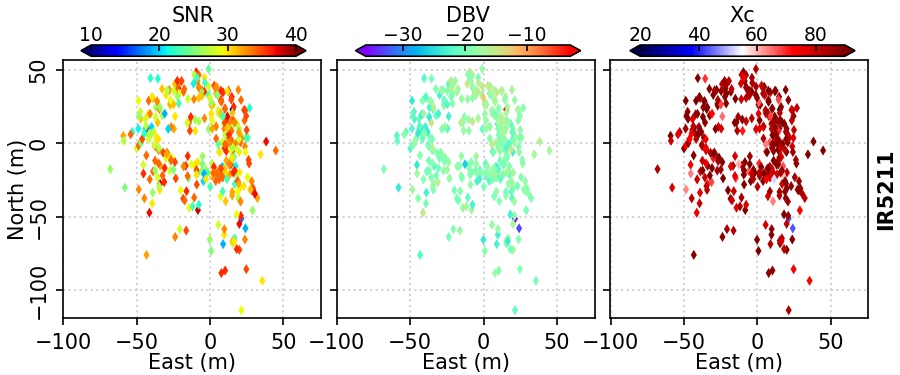 SNR DBV Xc
10 20 30 40 −30 −20 −10 20 40 60 80
50
0
−50
−100
North (m)
−100 −50 0 50 −100 −50 0 50 −100 −50 0 50
East (m) East (m) East (m)
IR5211